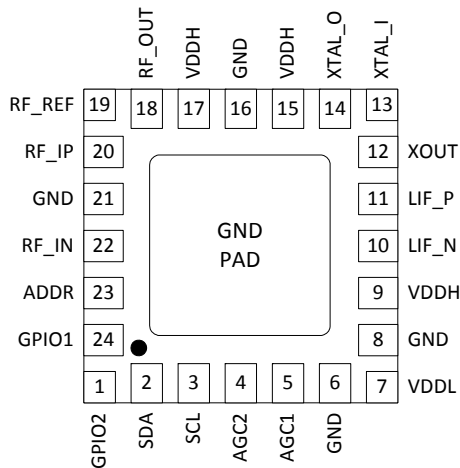 RF_OUT
VDDH
GND
VDDH
XTAL_O
XTAL_I
RF_REF 19 18 17 16 15 14 13
RF_IP 20 12 XOUT
GND 21 11 LIF_P
RF_IN 22 10 LIF_N
ADDR 23 9 VDDH
GPIO1 24 8 GND
GND
PAD
1 2 3 4 5 6 7 VDDL
GPIO2
SDA
SCL
AGC2
AGC1
GND